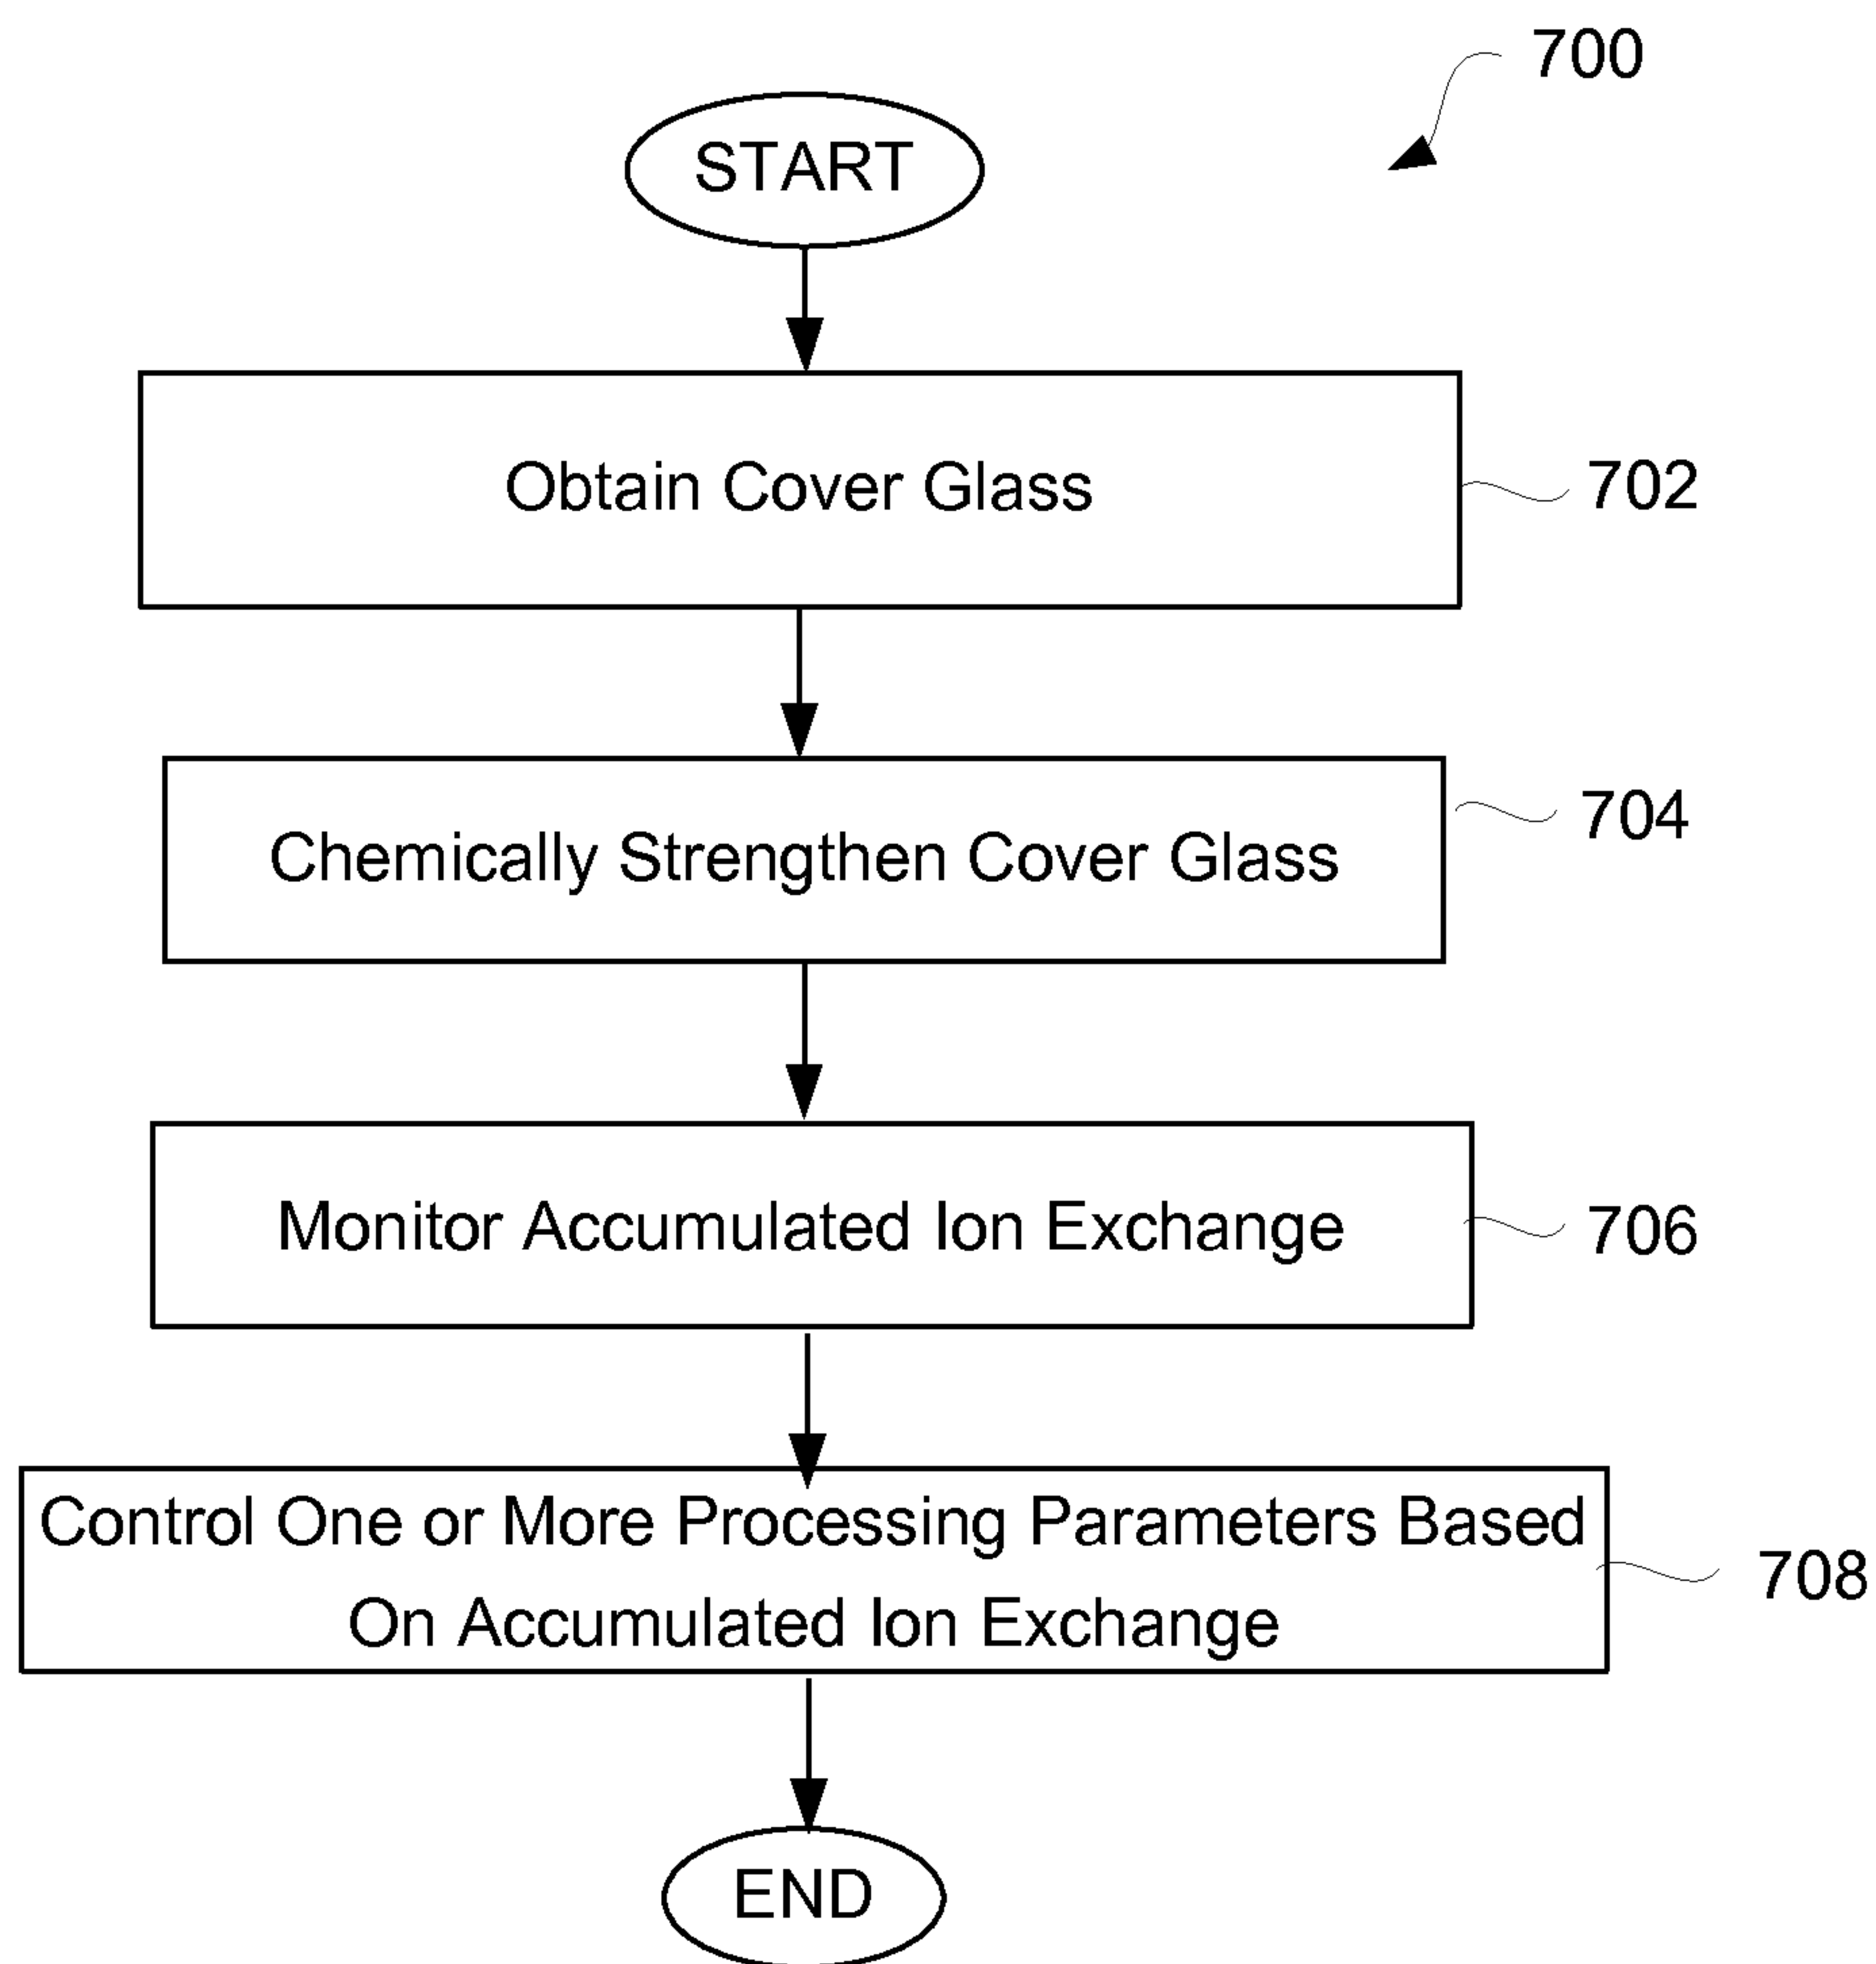 700
START
Obtain Cover Glass
702
Chemically Strengthen Cover Glass
704
Monitor Accumulated Ion Exchange
706
Control One or More Processing Parameters Based
On Accumulated Ion Exchange
708
END